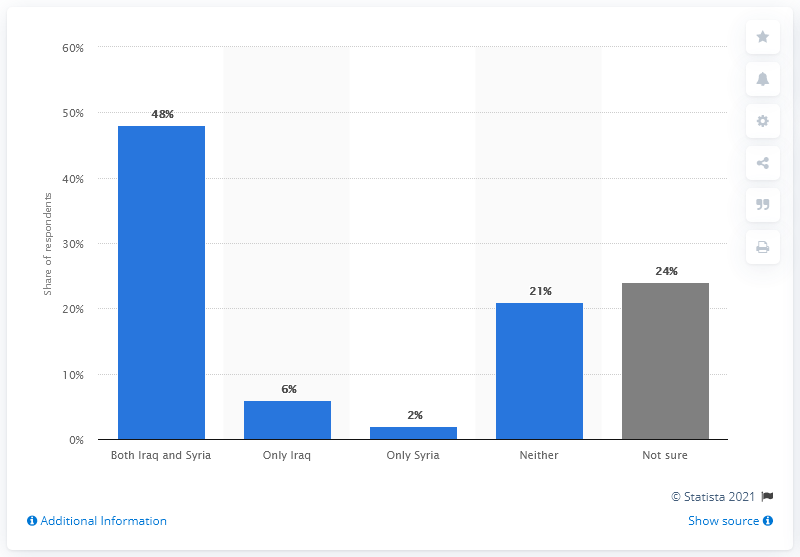 60%
50%
40%
30%
20%
10%
0%
Share of respondents
48%
6%
2%
21%
24%
Both Iraq and Syria
Only Iraq
Only Syria
Neither
Not sure
© Statista 2021
Additional Information
Show source